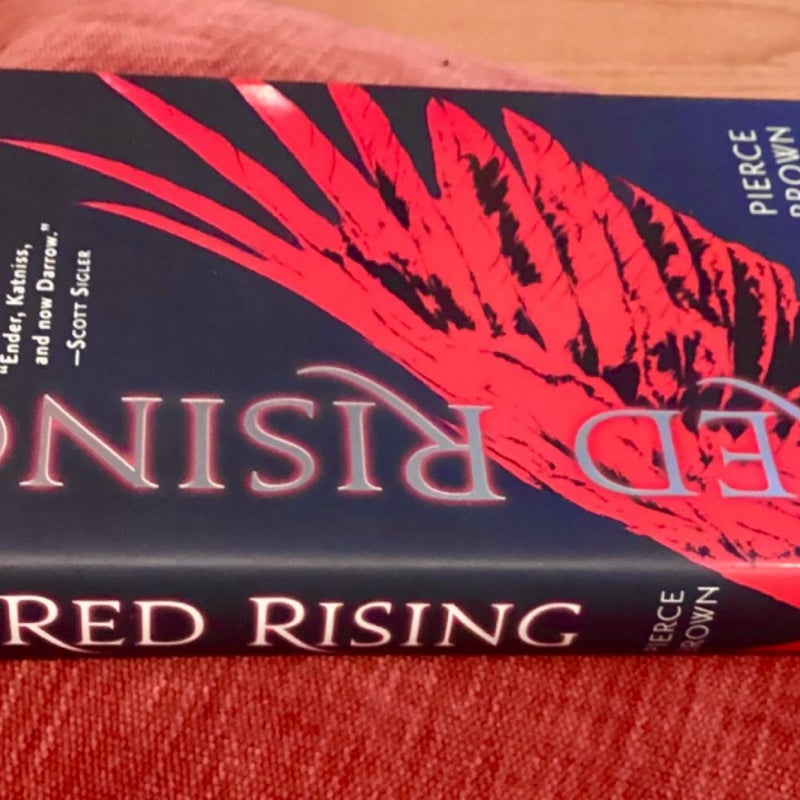 PIERCE
BROWN
"Ender, Katniss,
and now Darrow."
—SCOTT SIGLER
RED RISING
RED RISING
PIERCE
BROWN